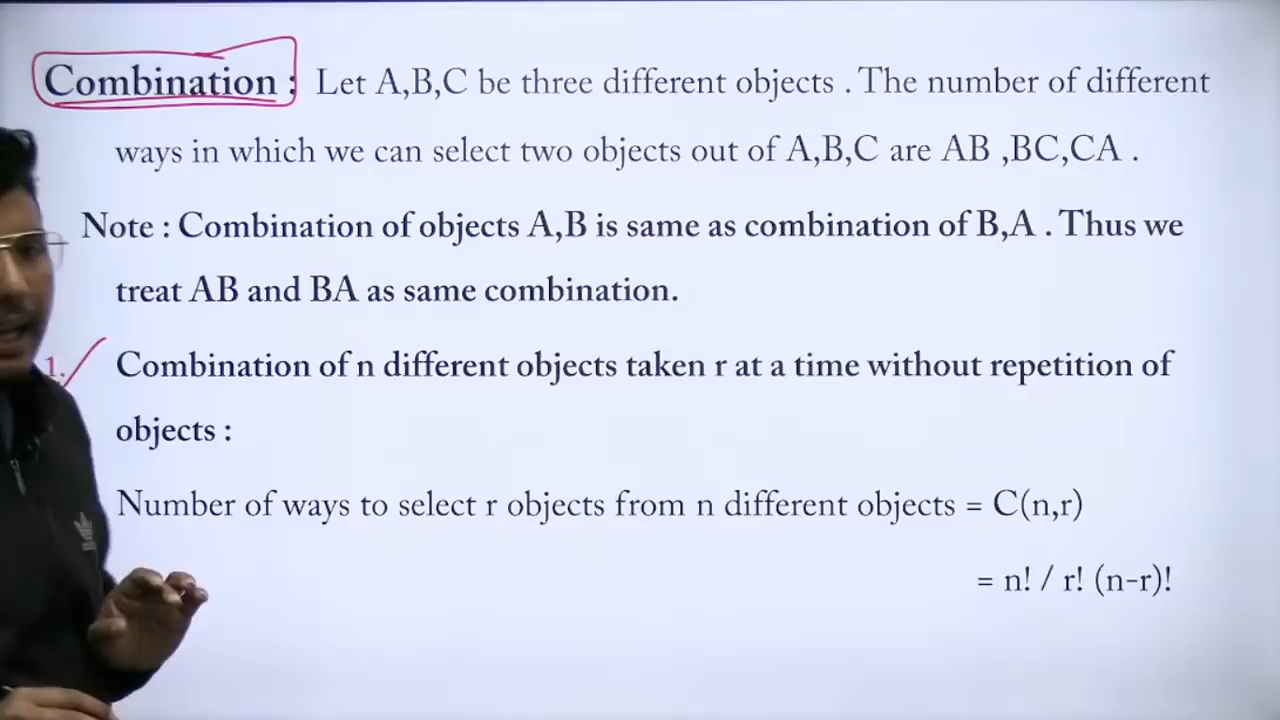 Combination : Let A,B,C be three different objects . The number of different
ways in which we can select two objects out of A,B,C are AB ,BC,CA .
Note : Combination of objects A,B is same as combination of B,A . Thus we
treat AB and BA as same combination.
1. Combination of n different objects taken r at a time without repetition of
objects :
Number of ways to select r objects from n different objects = C(n,r)
= n! / r! (n-r)!